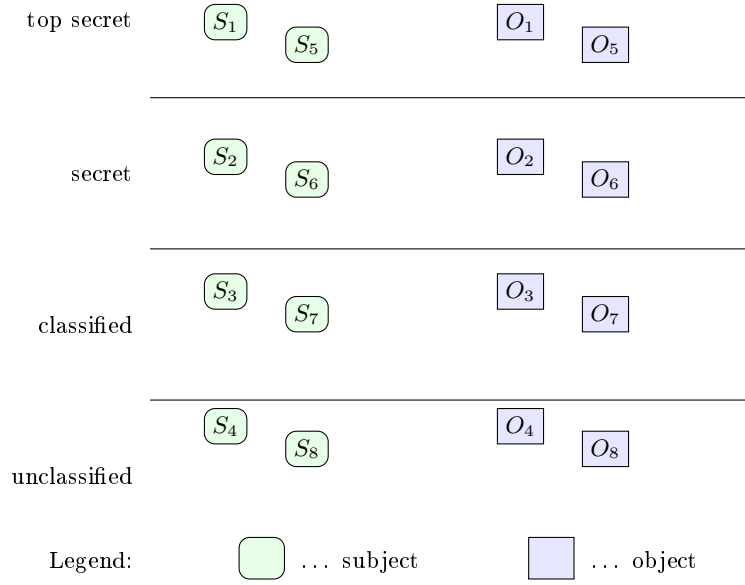 top secret S₁ O₁
S₅ O₅
S₂ O₂
secret S₆ O₆
S₃ O₃
S₇ O₇
classified
S₄ O₄
S₈ O₈
unclassified
Legend: ... subject ... object